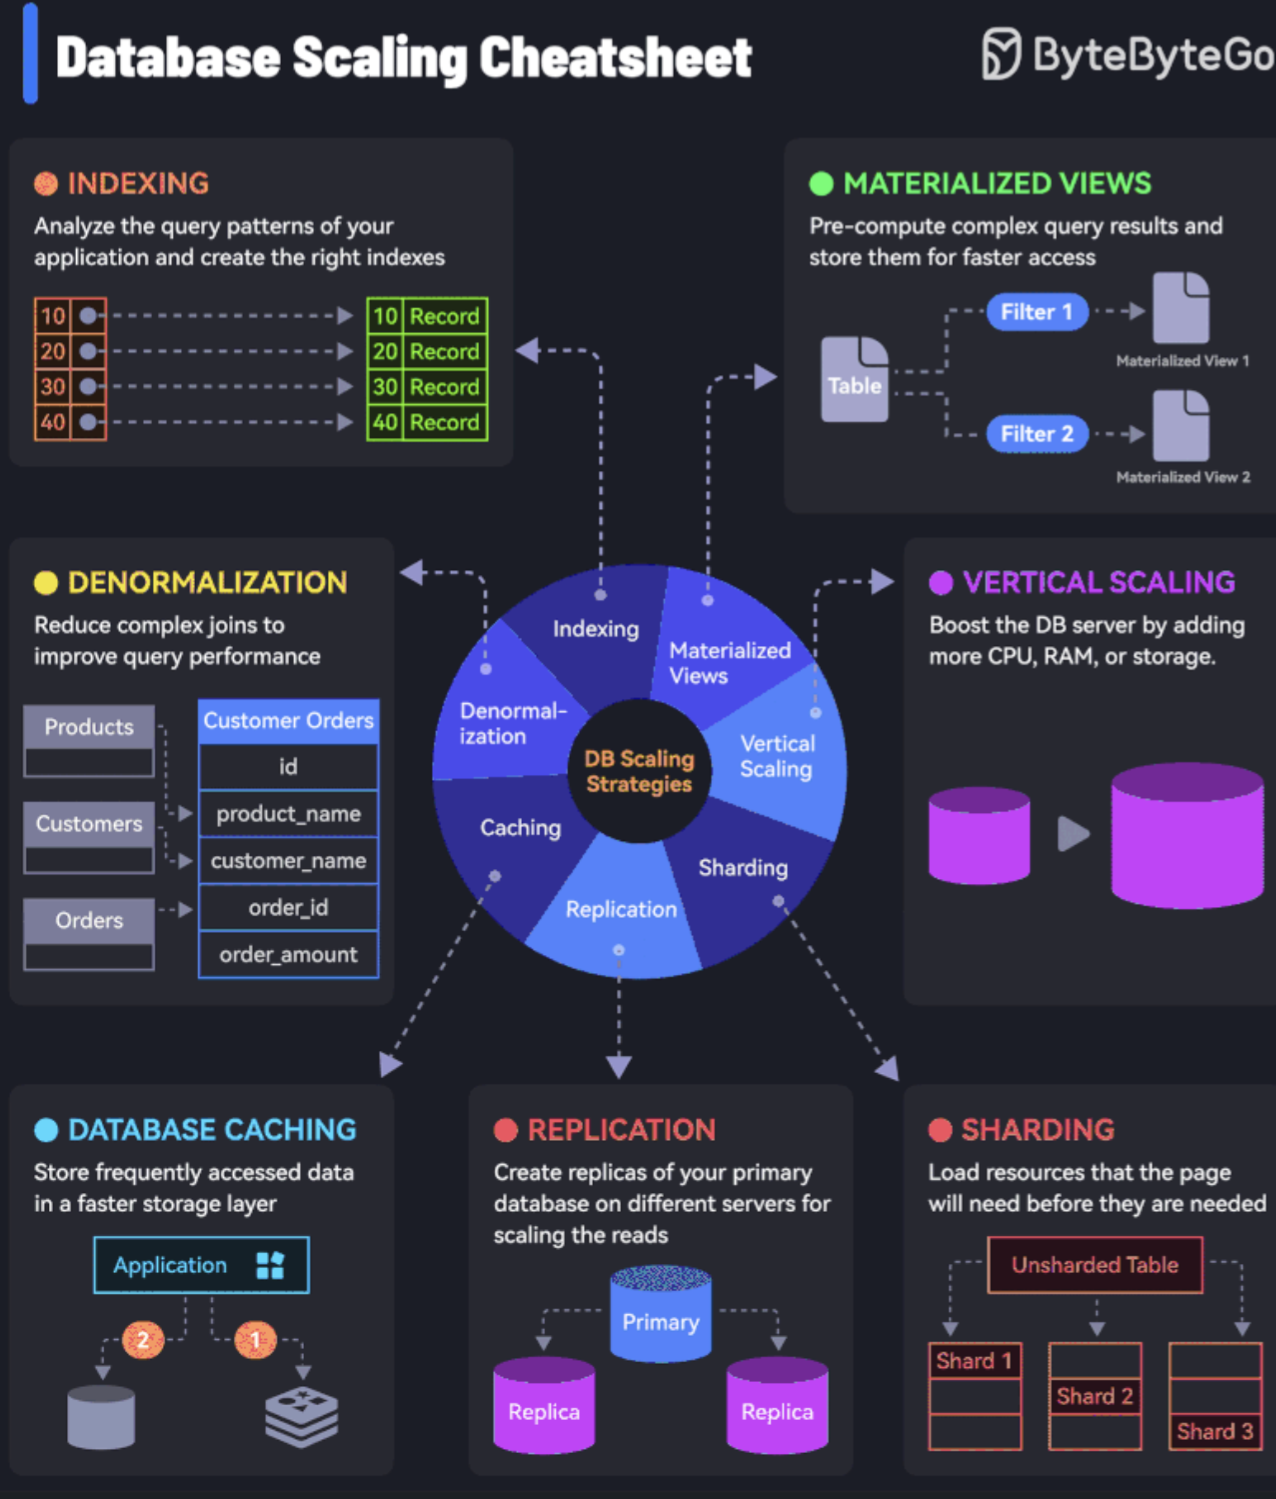 Database Scaling Cheatsheet
ByteByteGo
INDEXING
Analyze the query patterns of your
application and create the right indexes
10
20
30
40
10 Record
20 Record
30 Record
40 Record
MATERIALIZED VIEWS
Pre-compute complex query results and
store them for faster access
Table
Filter 1
Materialized View 1
Filter 2
Materialized View 2
DENORMALIZATION
Reduce complex joins to
improve query performance
Products
Customers
Orders
Customer Orders
id
product_name
customer_name
order_id
order_amount
Indexing
Materialized
Views
Denormal-
ization
Vertical
Scaling
DB Scaling
Strategies
Caching
Sharding
Replication
VERTICAL SCALING
Boost the DB server by adding
more CPU, RAM, or storage.
DATABASE CACHING
Store frequently accessed data
in a faster storage layer
Application
2
1
REPLICATION
Create replicas of your primary
database on different servers for
scaling the reads
Primary
Replica
Replica
SHARDING
Load resources that the page
will need before they are needed
Unsharded Table
Shard 1
Shard 2
Shard 3